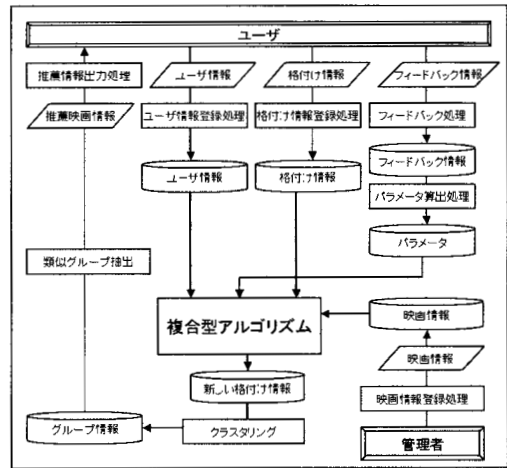 ユーザ
推薦情報出力処理
ユーザ情報
格付け情報
フィードバック情報
推薦映画情報
ユーザ情報登録処理
格付け情報登録処理
フィードバック処理
ユーザ情報
格付け情報
フィードバック情報
パラメータ算出処理
パラメータ
類似グループ抽出
複合型アルゴリズム
映画情報
映画情報
新しい格付け情報
映画情報登録処理
グループ情報
クラスタリング
管理者